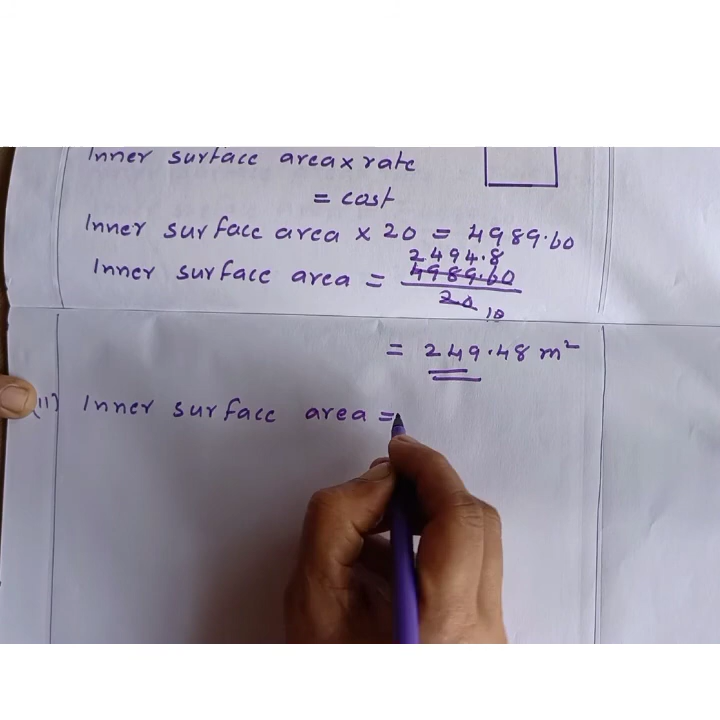 Inner surface area x rate
= cost
Inner surface area x 20 = 4989.60
2494.8
Inner surface area = 4989.60
20 10
= 249.48 m²
(11) Inner surface area =